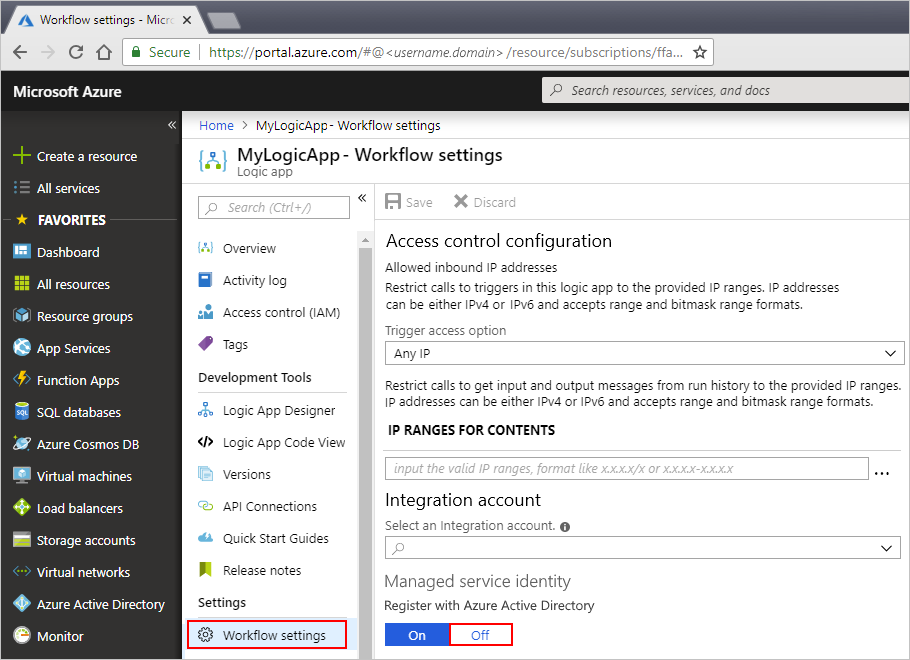 Workflow settings - Micro
Secure
https://portal.azure.com/#@<username.domain>/resource/subscriptions/ffa...
Microsoft Azure
Search resources, services, and docs
Create a resource
All services
FAVORITES
Dashboard
All resources
Resource groups
App Services
Function Apps
SQL databases
Azure Cosmos DB
Virtual machines
Load balancers
Storage accounts
Virtual networks
Azure Active Directory
Monitor
Home > MyLogicApp - Workflow settings
MyLogicApp - Workflow settings
Logic app
Search (Ctrl+/)
Overview
Activity log
Access control (IAM)
Tags
Development Tools
Logic App Designer
Logic App Code View
Versions
API Connections
Quick Start Guides
Release notes
Settings
Workflow settings
Save
Discard
Access control configuration
Allowed inbound IP addresses
Restrict calls to triggers in this logic app to the provided IP ranges. IP addresses
can be either IPv4 or IPv6 and accepts range and bitmask range formats.
Trigger access option
Any IP
Restrict calls to get input and output messages from run history to the provided IP ranges.
IP addresses can be either IPv4 or IPv6 and accepts range and bitmask range formats.
IP RANGES FOR CONTENTS
input the valid IP ranges, format like x.x.x.x/x or x.x.x.x-x.x.x.x
...
Integration account
Select an Integration account.
Managed service identity
Register with Azure Active Directory
On
Off